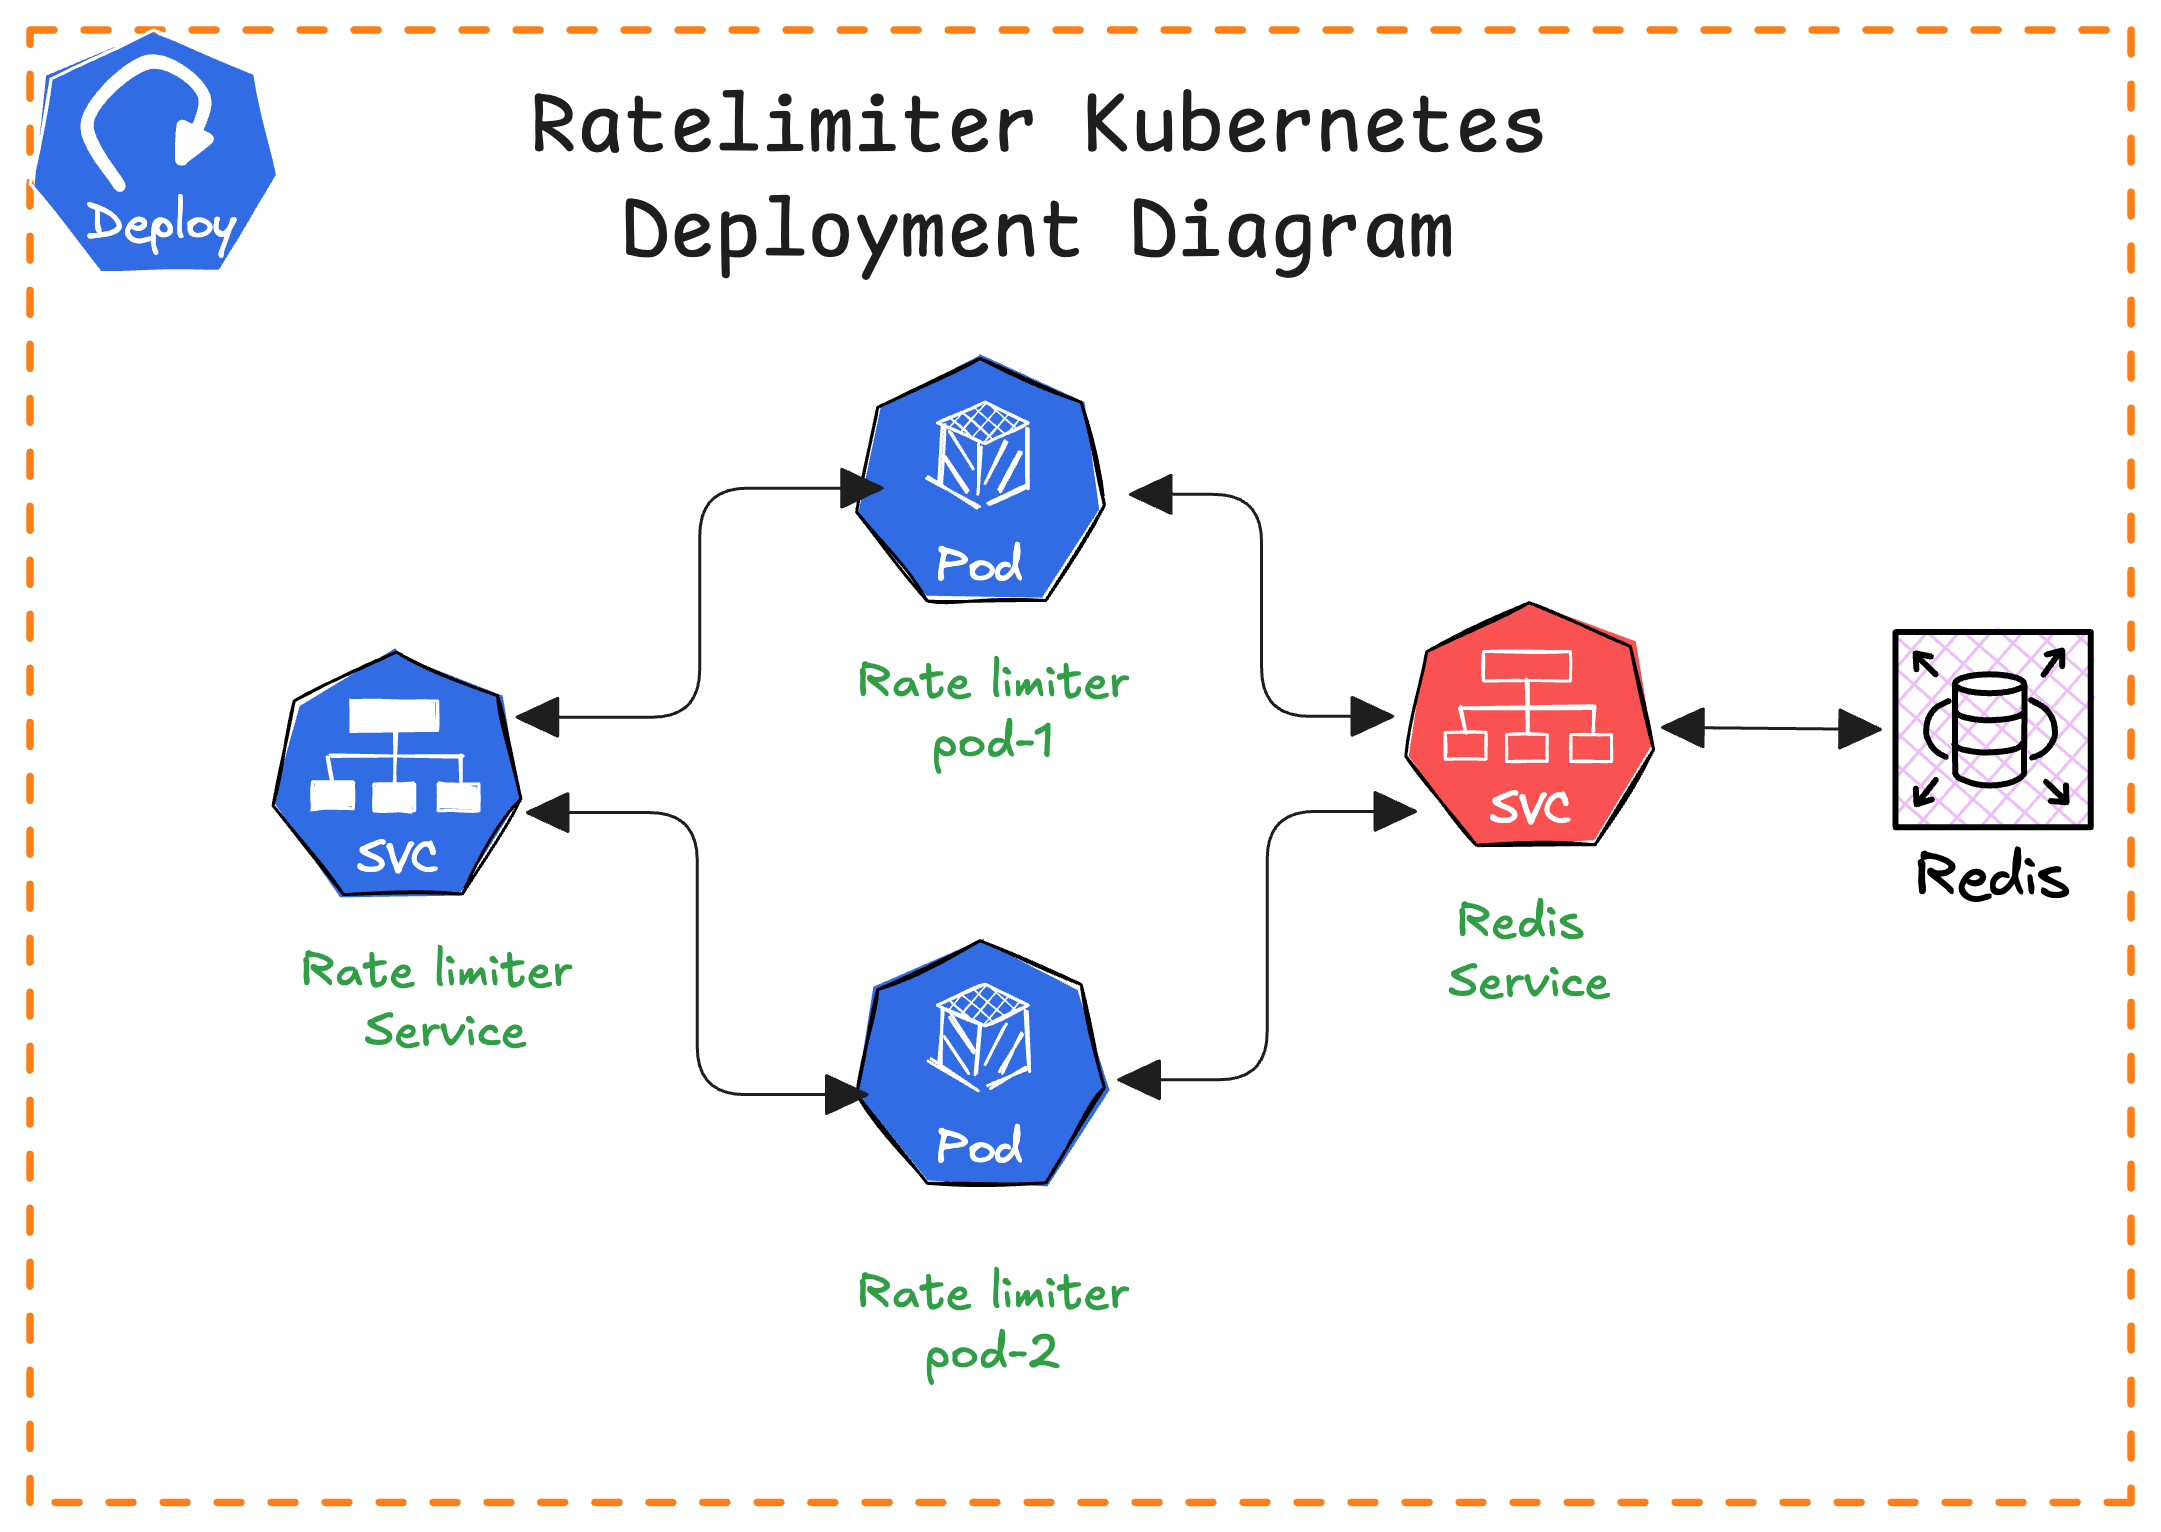 Deploy
Ratelimiter Kubernetes
Deployment Diagram
Pod
Rate limiter
pod-1
SVC
Rate limiter
Service
SVC
Redis
Service
Redis
Pod
Rate limiter
pod-2